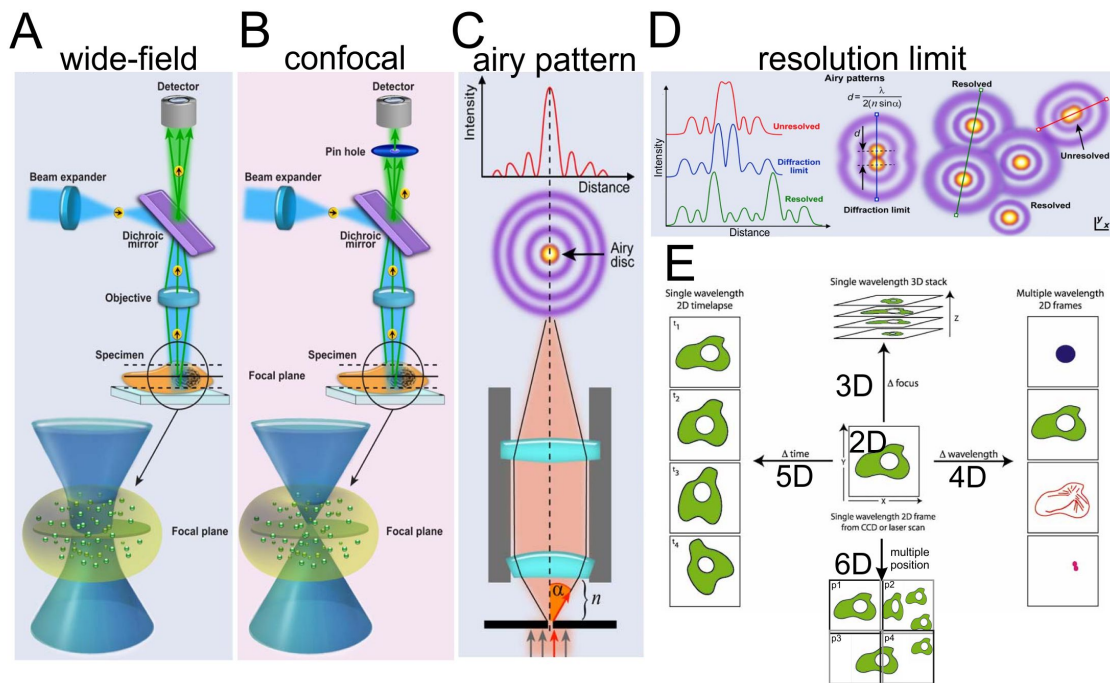 A
wide-field
Detector
Beam expander
Dichroic
mirror
Objective
Specimen
Focal plane
Focal plane
B
confocal
Detector
Pin hole
Beam expander
Dichroic
mirror
Objective
Specimen
Focal plane
Focal plane
C
airy pattern
Intensity
Distance
Airy
disc
α
n
D
resolution limit
Intensity
Unresolved
Diffraction
limit
Resolved
Distance
Airy patterns
d = λ / 2(n sinα)
d
Diffraction limit
Resolved
Unresolved
Resolved
y
x
E
Single wavelength
2D timelapse
t1
t2
t3
t4
Single wavelength 3D stack
Z
3D
Δ focus
2D
Y
X
Δ time
5D
Δ wavelength
4D
Single wavelength 2D frame
from CCD or laser scan
6D
multiple
position
p1
p2
p3
p4
Multiple wavelength
2D frames